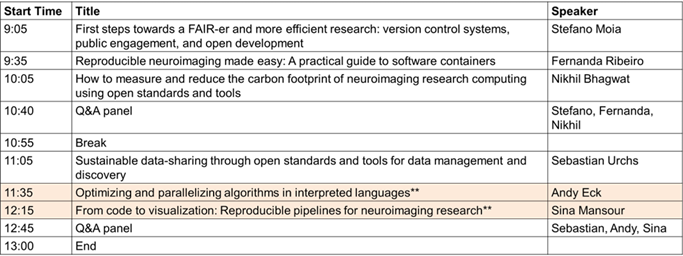 Start Time Title Speaker
9:05 First steps towards a FAIR-er and more efficient research: version control systems, Stefano Moia
public engagement, and open development
9:35 Reproducible neuroimaging made easy: A practical guide to software containers Fernanda Ribeiro
10:05 How to measure and reduce the carbon footprint of neuroimaging research computing Nikhil Bhagwat
using open standards and tools
10:40 Q&A panel Stefano, Fernanda,
Nikhil
10:55 Break
11:05 Sustainable data-sharing through open standards and tools for data management and Sebastian Urchs
discovery
11:35 Optimizing and parallelizing algorithms in interpreted languages** Andy Eck
12:15 From code to visualization: Reproducible pipelines for neuroimaging research** Sina Mansour
12:45 Q&A panel Sebastian, Andy, Sina
13:00 End